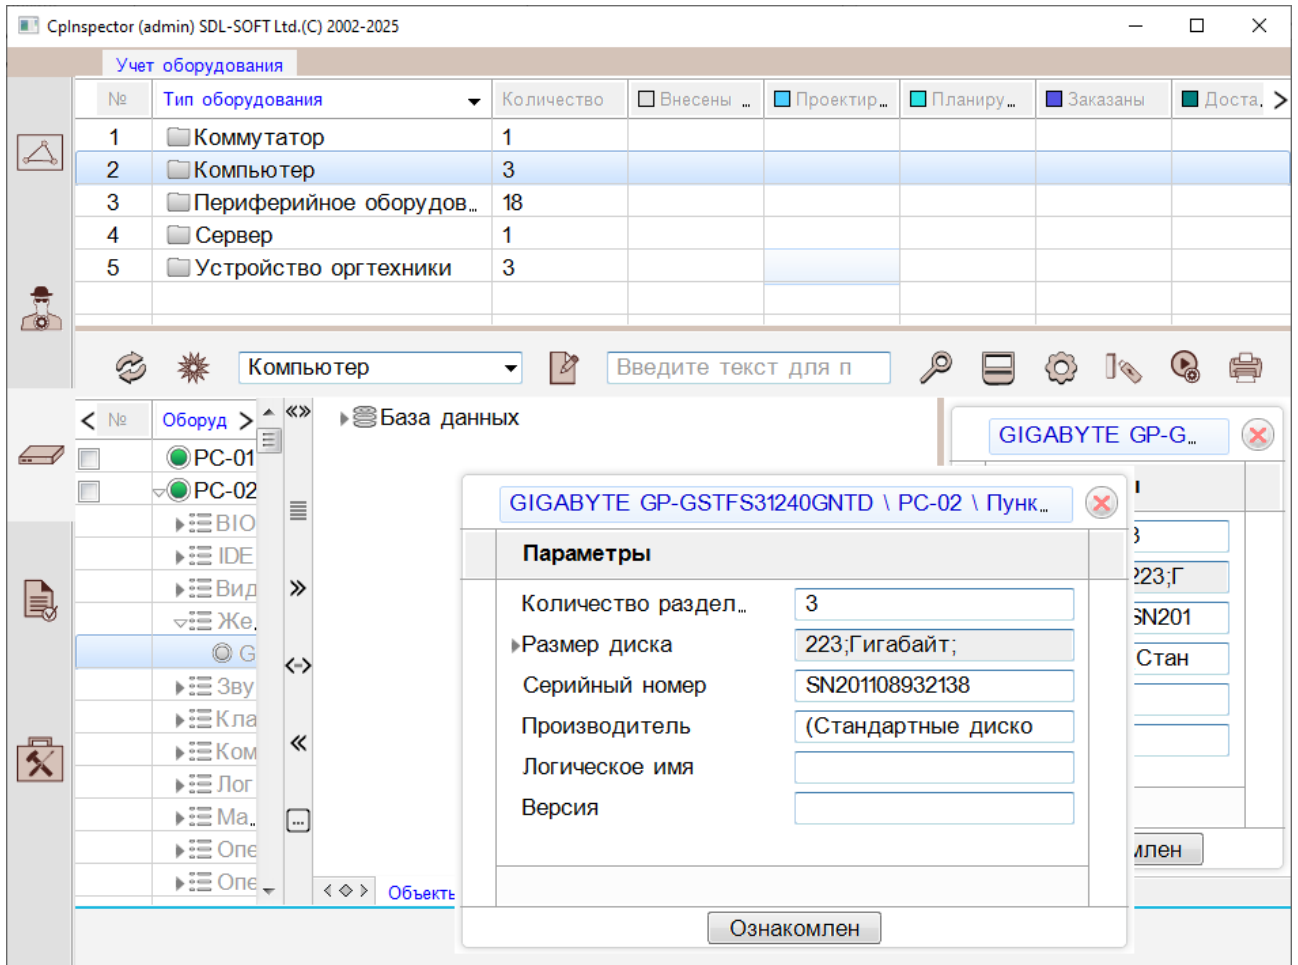 CpInspector (admin) SDL-SOFT Ltd.(C) 2002-2025
Учет оборудования
№ Тип оборудования Количество Внесены ... Проектир... Планиру... Заказаны Доста.
1 Коммутатор 1
2 Компьютер 3
3 Периферийное оборудов... 18
4 Сервер 1
5 Устройство оргтехники 3
Компьютер Введите текст для п
№ Оборуд
База данных
PC-01
PC-02
BIO
IDE
Вид
Же.
G
Зву
Кла
Ком
Лог
Ма.
Опе
Опе
Объекты
GIGABYTE GP-G...
ы
3
223;Г
SN201
Стан
млен
GIGABYTE GP-GSTFS31240GNTD \ PC-02 \ Пунк...
Параметры
Количество раздел... 3
Размер диска 223;Гигабайт;
Серийный номер SN201108932138
Производитель (Стандартные диско
Логическое имя
Версия
Ознакомлен